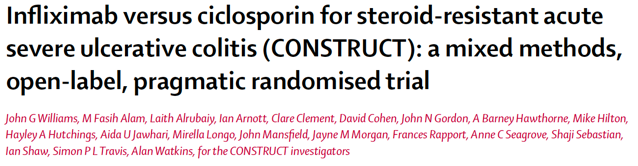 Infliximab versus ciclosporin for steroid-resistant acute
severe ulcerative colitis (CONSTRUCT): a mixed methods,
open-label, pragmatic randomised trial
John G Williams, M Fasih Alam, Laith Alrubaiy, Ian Arnott, Clare Clement, David Cohen, John N Gordon, A Barney Hawthorne, Mike Hilton,
Hayley A Hutchings, Aida U Jawhari, Mirella Longo, John Mansfield, Jayne M Morgan, Frances Rapport, Anne C Seagrove, Shaji Sebastian,
Ian Shaw, Simon P L Travis, Alan Watkins, for the CONSTRUCT investigators